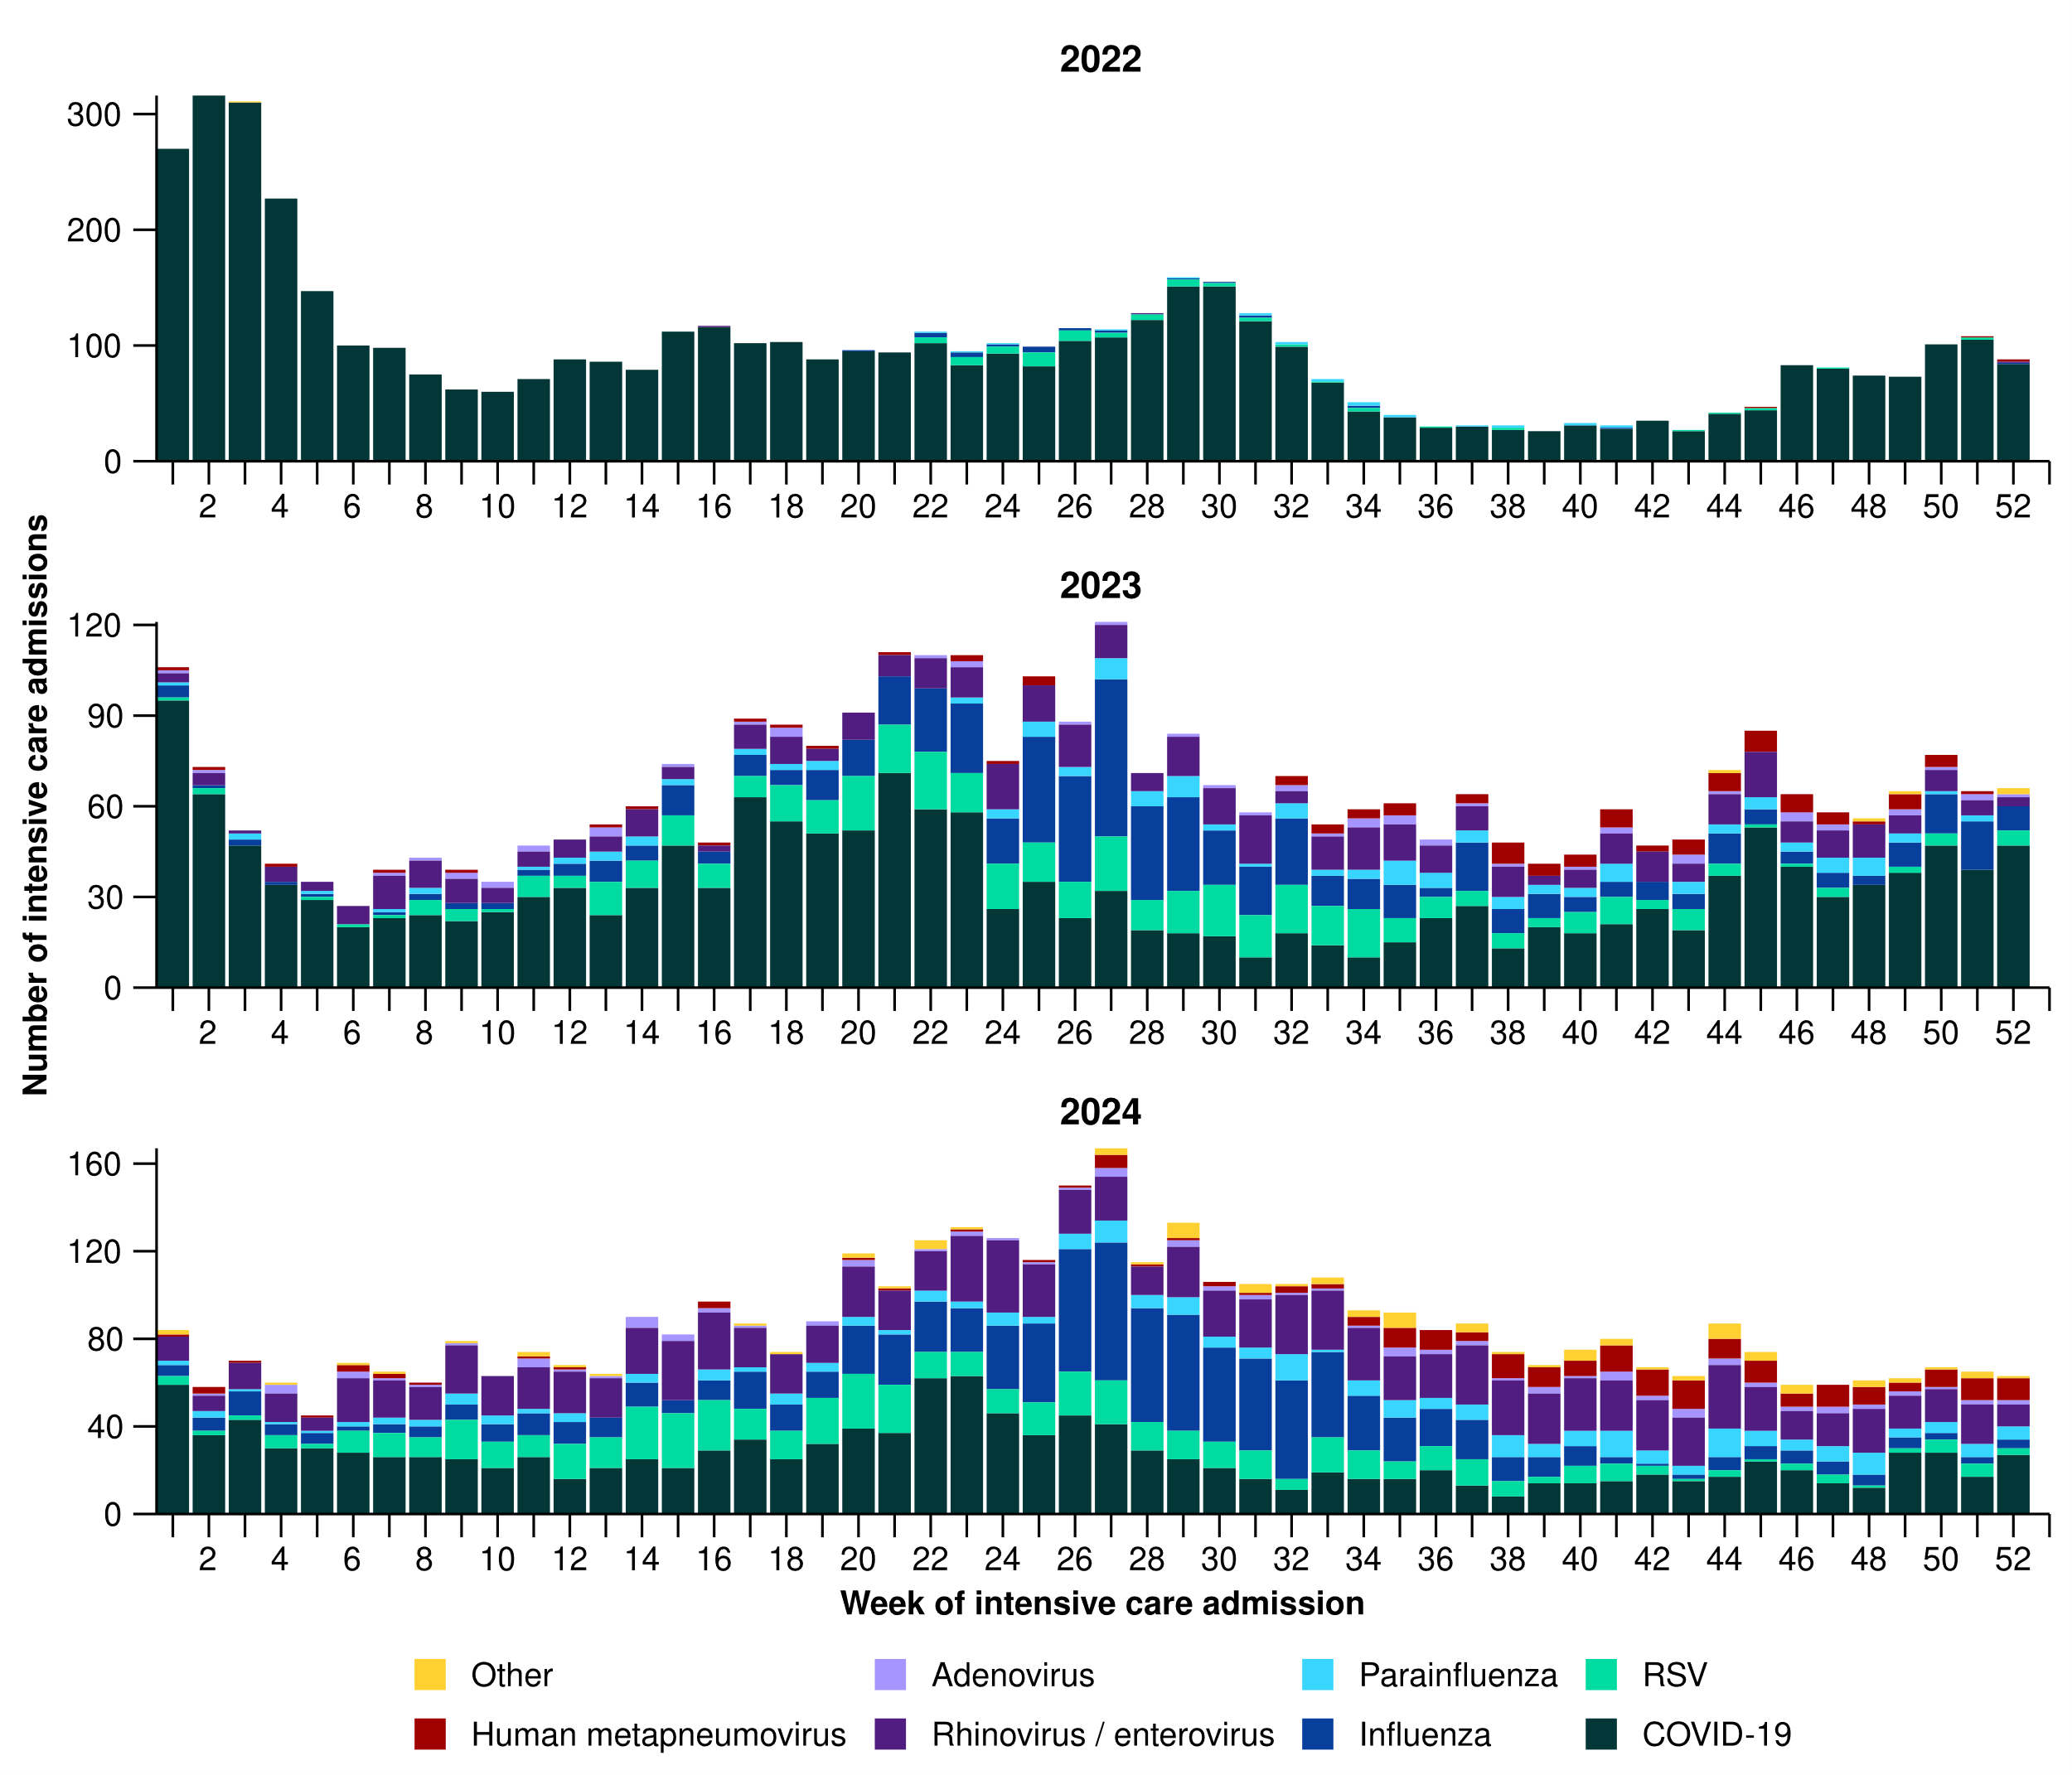 2022
300
200
100
0
2 4 6 8 10 12 14 16 18 20 22 24 26 28 30 32 34 36 38 40 42 44 46 48 50 52
Number of intensive care admissions
2023
120
90
60
30
0
2 4 6 8 10 12 14 16 18 20 22 24 26 28 30 32 34 36 38 40 42 44 46 48 50 52
2024
160
120
80
40
0
2 4 6 8 10 12 14 16 18 20 22 24 26 28 30 32 34 36 38 40 42 44 46 48 50 52
Week of intensive care admission
Other Adenovirus Parainfluenza RSV
Human metapneumovirus Rhinovirus / enterovirus Influenza COVID-19